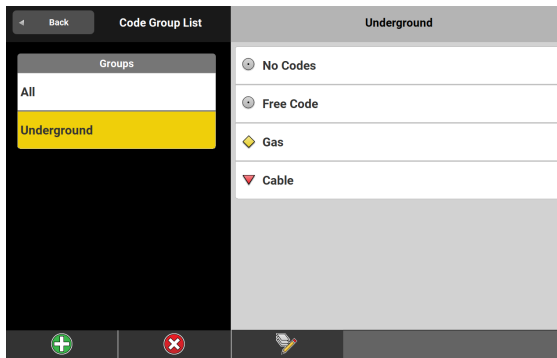 Back
Code Group List
Underground
Groups
All
Underground
No Codes
Free Code
Gas
Cable